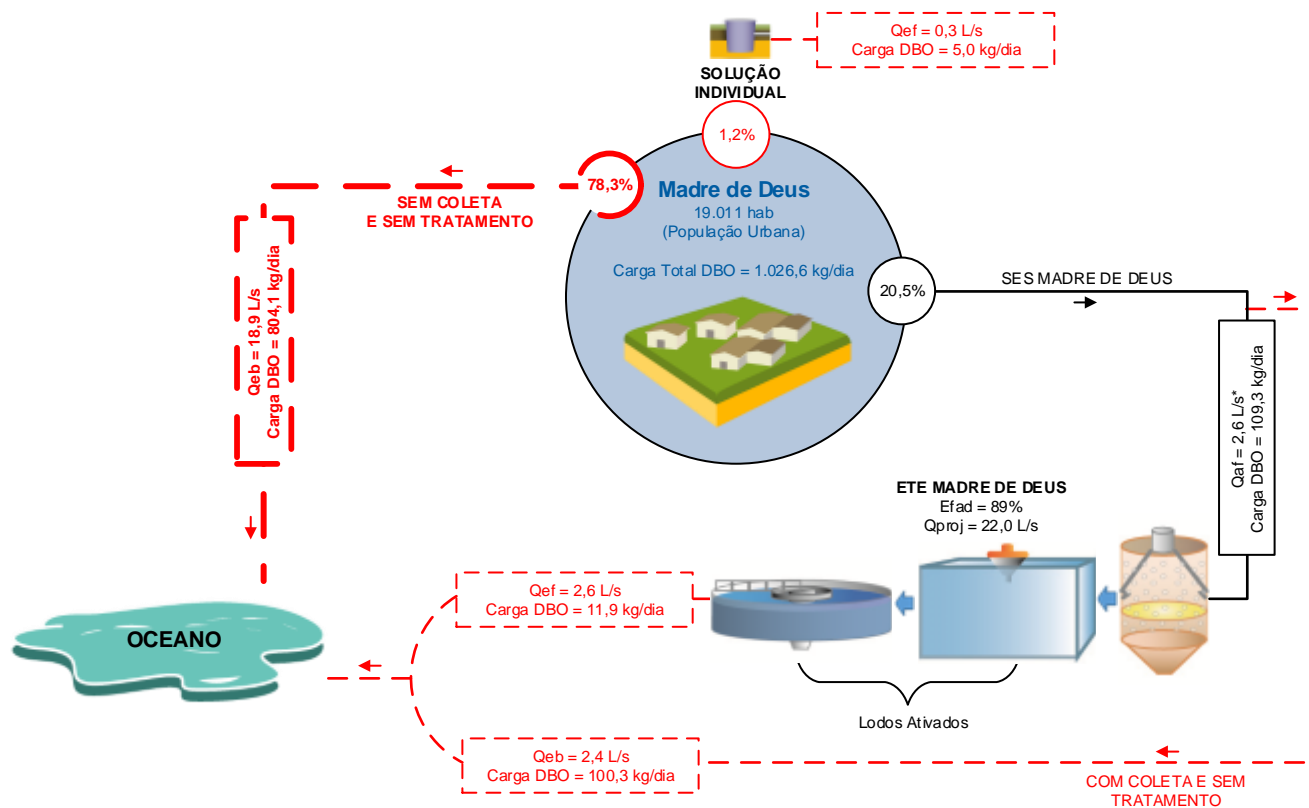 Qef = 0,3 L/s
Carga DBO = 5,0 kg/dia
SOLUÇÃO
INDIVIDUAL
1,2%
78,3%
Madre de Deus
19.011 hab
(População Urbana)
Carga Total DBO = 1.026,6 kg/dia
SEM COLETA
E SEM TRATAMENTO
20,5%
SES MADRE DE DEUS
Qeb = 18,9 L/s
Carga DBO = 804,1 kg/dia
Qaf = 2,6 L/s*
Carga DBO = 109,3 kg/dia
ETE MADRE DE DEUS
Efad = 89%
Qproj = 22,0 L/s
Qef = 2,6 L/s
Carga DBO = 11,9 kg/dia
OCEANO
Lodos Ativados
Qeb = 2,4 L/s
Carga DBO = 100,3 kg/dia
COM COLETA E SEM
TRATAMENTO